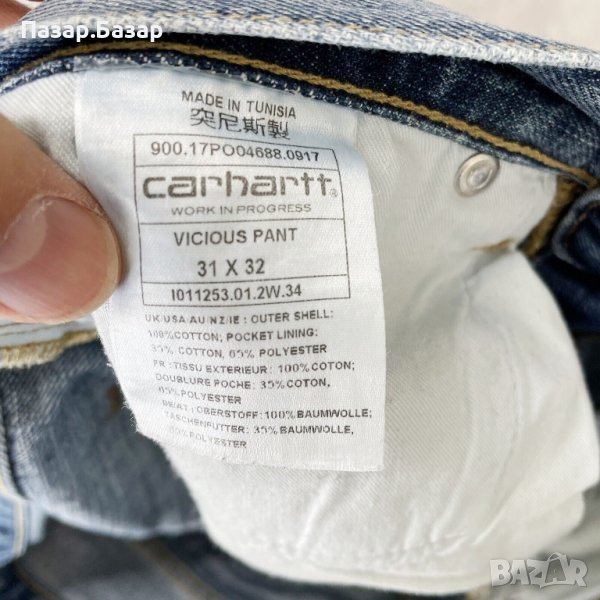 Пазар.Базар
MADE IN TUNISIA
突尼斯製
900.17PO04688.0917
carhartt
WORK IN PROGRESS
VICIOUS PANT
31 X 32
I011253.01.2W.34
UK/USA/AU/NZ/IE : OUTER SHELL:
100%COTTON; POCKET LINING:
35% COTTON, 65% POLYESTER
FR : TISSU EXTERIEUR: 100%COTON;
DOUBLURE POCHE: 35%COTON,
65% POLYESTER
DE/AT : OBERSTOFF: 100%BAUMWOLLE;
TASCHENFUTTER: 35% BAUMWOLLE,
65%POLYESTER
BAZAR